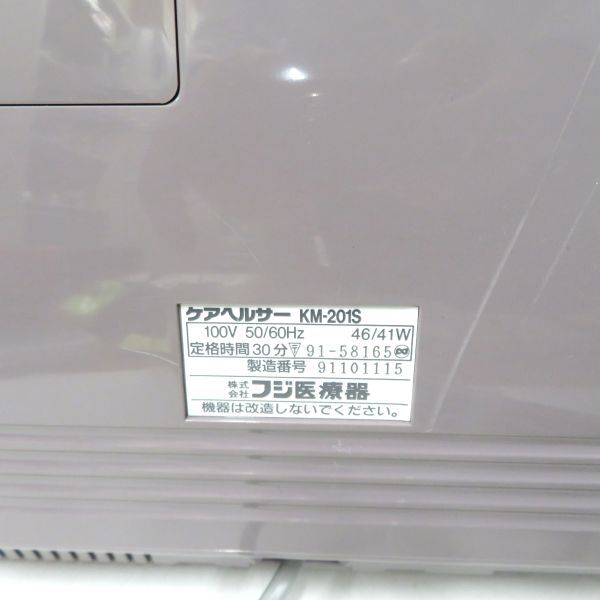 ケアヘルサー KM-201S
100V 50/60Hz 46/41W
定格時間30分 〒 91-58165
製造番号 91101115
株式会社 フジ医療器
機器は改造しないでください。